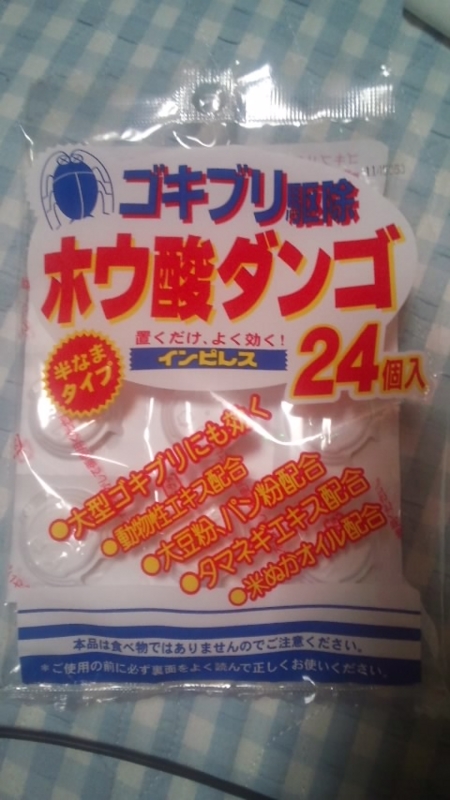 ゴキブリ駆除
ホウ酸ダンゴ
置くだけ、よく効く!
インピレス
半なま
タイプ
24個入
●大型ゴキブリにも効く
●動物性エキス配合
●大豆粉、パン粉配合
●タマネギエキス配合
●米ぬかオイル配合
本品は食べ物ではありませんのでご注意ください。
*ご使用の前に必ず裏面をよく読んで正しくお使いください。